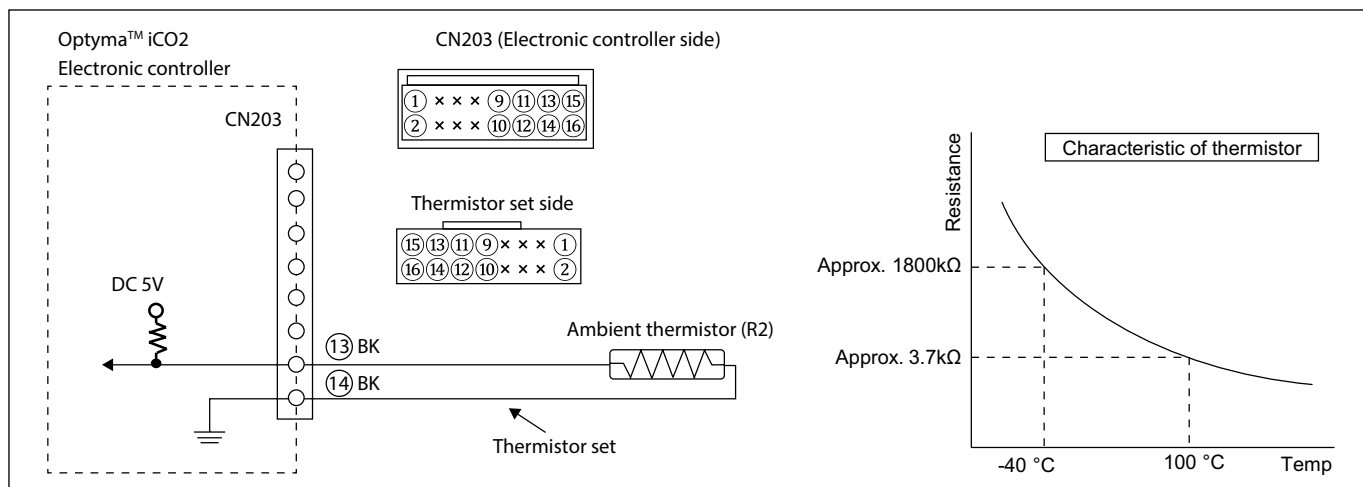 Optyma™ iCO2
Electronic controller
CN203
DC 5V
CN203 (Electronic controller side)
1 × × × 9 11 13 15
2 × × × 10 12 14 16
Thermistor set side
15 13 11 9 × × × 1
16 14 12 10 × × × 2
13 BK
14 BK
Ambient thermistor (R2)
Thermistor set
Characteristic of thermistor
Resistance
Approx. 1800kΩ
Approx. 3.7kΩ
-40 °C
100 °C
Temp